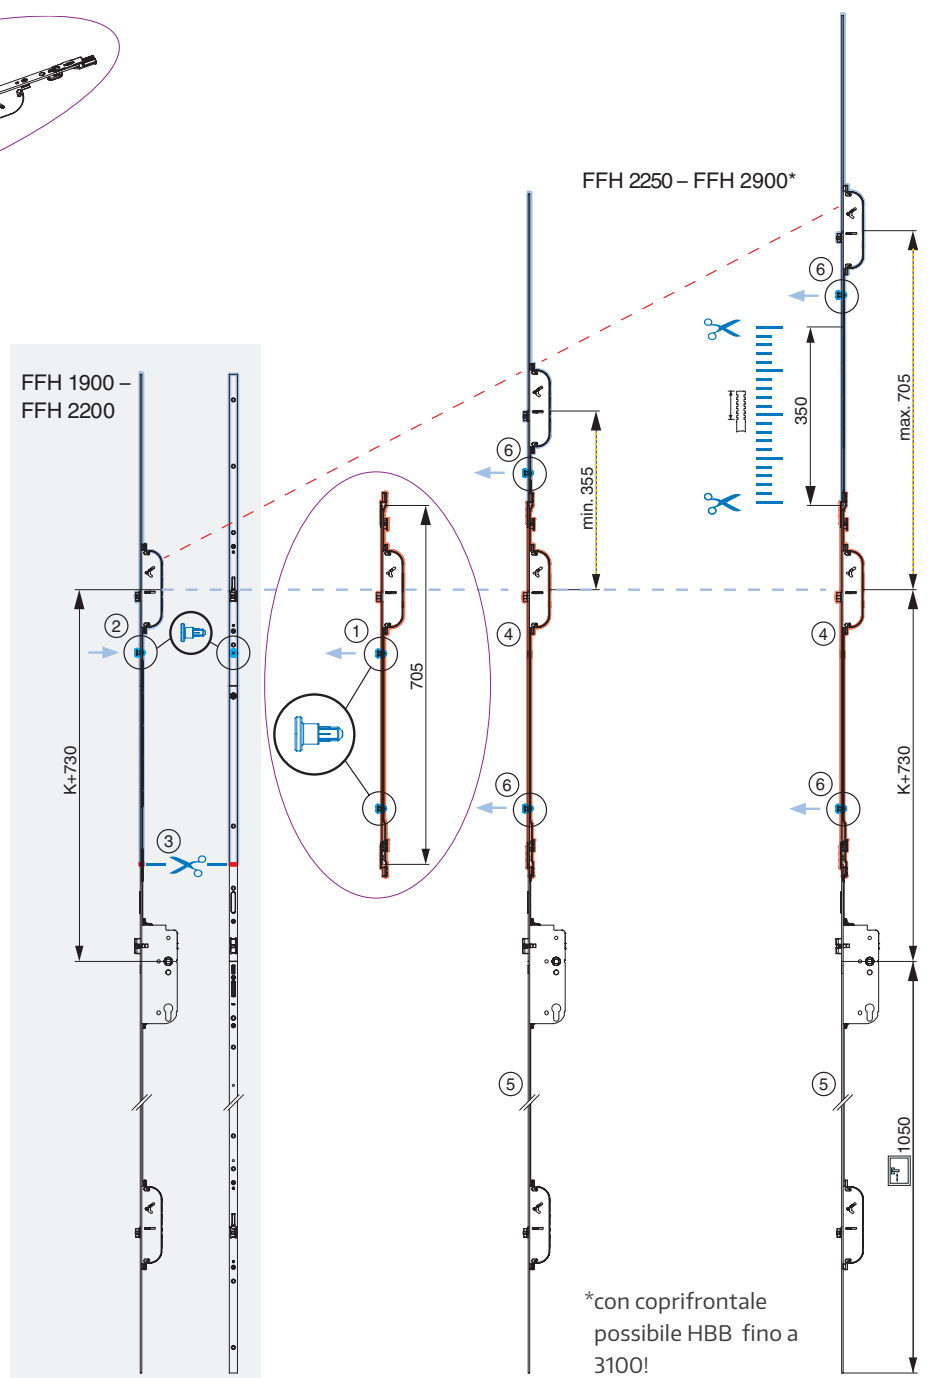 FFH 2250 – FFH 2900*
6
FFH 1900 –
FFH 2200
max. 705
350
6
min. 355
2
1
4
4
705
K+730
K+730
6
6
3
5
5
1050
*con coprifrontale
possibile HBB fino a
3100!